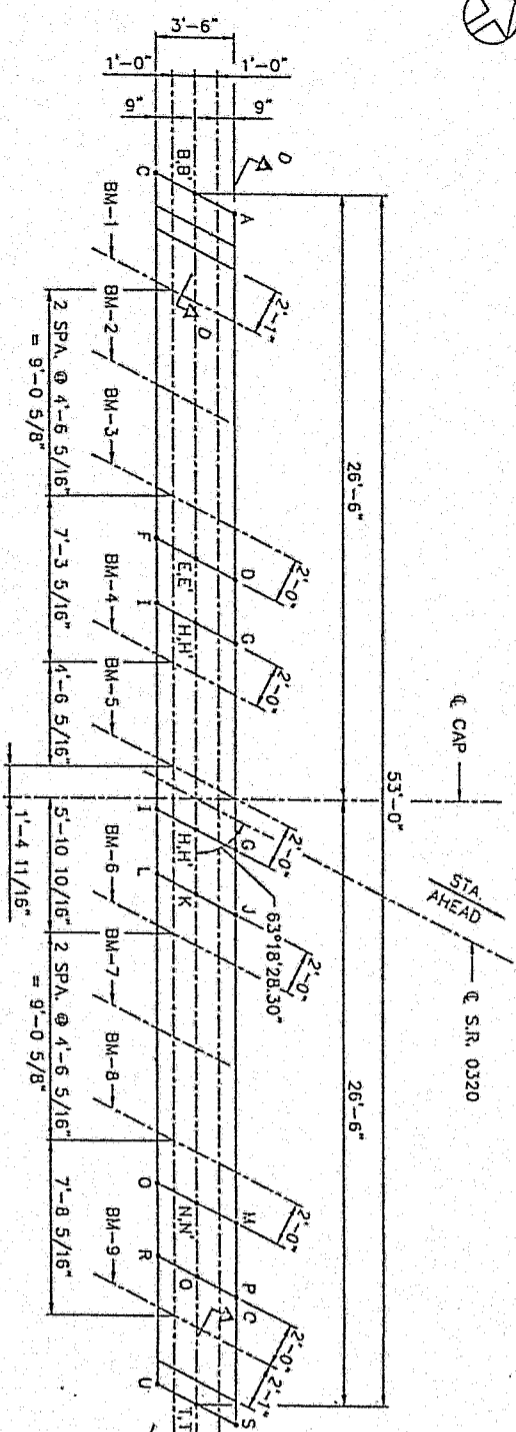 3'-6"
1'-0"
1'-0"
9"
9"
B,B'
C
A
D
D
2'-1"
BM-1
BM-2
BM-3
BM-4
BM-5
BM-6
BM-7
BM-8
BM-9
26'-6"
26'-6"
53'-0"
℄ CAP
STA.
AHEAD
℄ S.R. 0320
F
E,E'
D
2'-0"
I
H,H'
G
2'-0"
2'-0"
I
H,H'
G
63°18'28.30"
L
K
J
2'-0"
O
N,N'
M
2'-0"
R
O
P
C
2'-0"
2'-1"
U
S
2 SPA. @ 4'-6 5/16"
= 9'-0 5/8"
7'-3 5/16"
4'-6 5/16"
5'-10 10/16"
1'-4 11/16"
2 SPA. @ 4'-6 5/16"
= 9'-0 5/8"
7'-8 5/16"